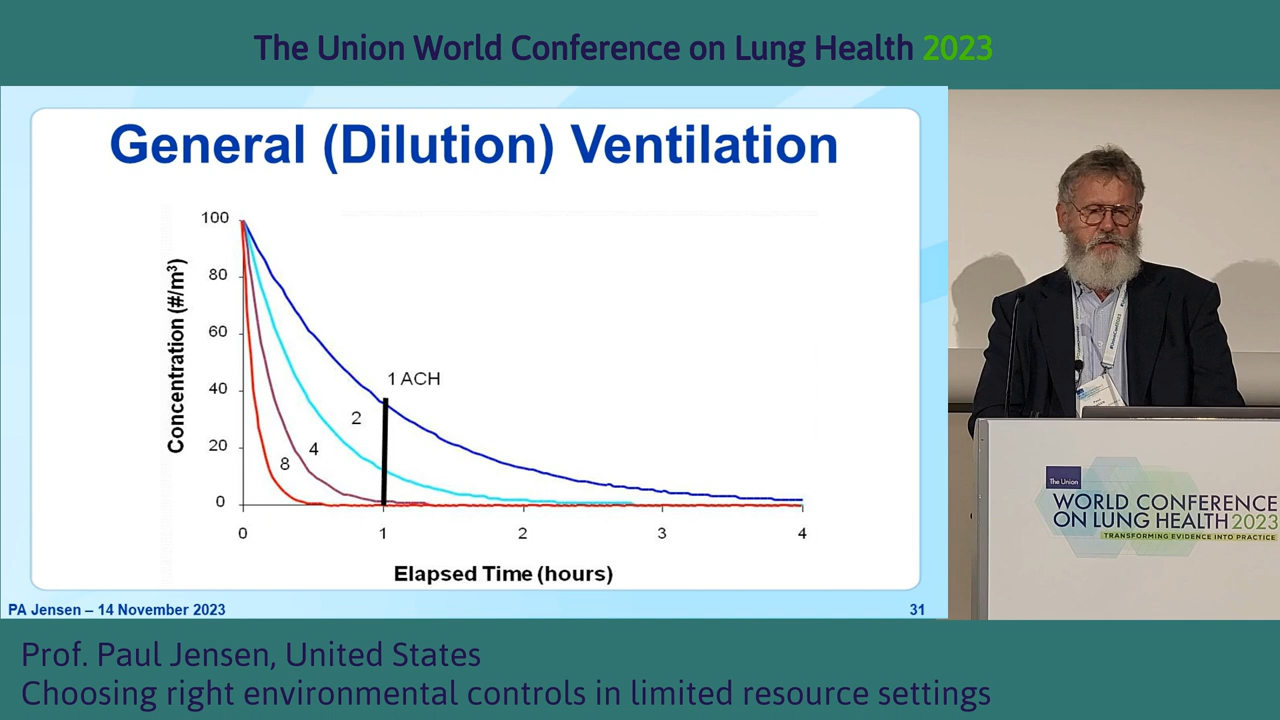 The Union World Conference on Lung Health 2023
General (Dilution) Ventilation
Concentration (#/m³)
100
80
60
40
20
0
1 ACH
2
4
8
0
1
2
3
4
Elapsed Time (hours)
PA Jensen – 14 November 2023
31
The Union
WORLD CONFERENCE
ON LUNG HEALTH 2023
TRANSFORMING EVIDENCE INTO PRACTICE
Prof. Paul Jensen, United States
Choosing right environmental controls in limited resource settings